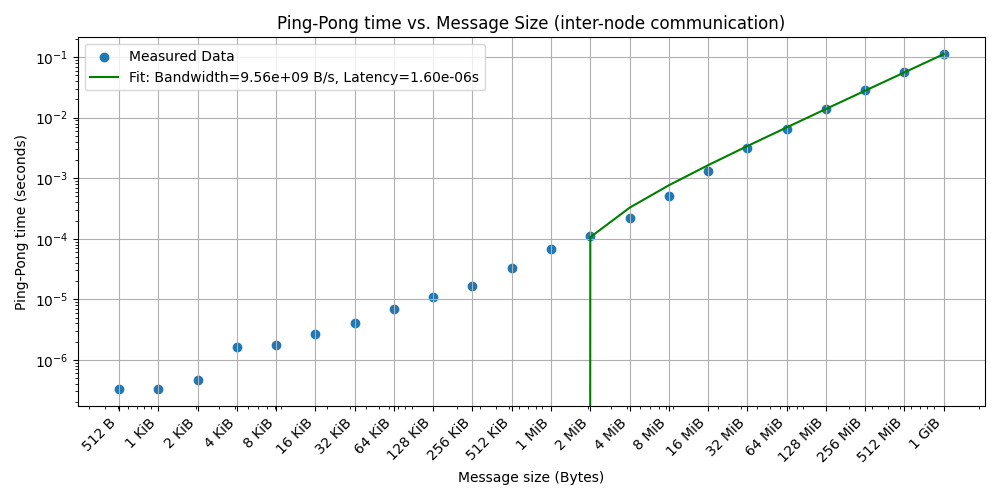 Ping-Pong time vs. Message Size (inter-node communication)
Measured Data
Fit: Bandwidth=9.56e+09 B/s, Latency=1.60e-06s
Ping-Pong time (seconds)
10⁻¹
10⁻²
10⁻³
10⁻⁴
10⁻⁵
10⁻⁶
512 B
1 KiB
2 KiB
4 KiB
8 KiB
16 KiB
32 KiB
64 KiB
128 KiB
256 KiB
512 KiB
1 MiB
2 MiB
4 MiB
8 MiB
16 MiB
32 MiB
64 MiB
128 MiB
256 MiB
512 MiB
1 GiB
Message size (Bytes)